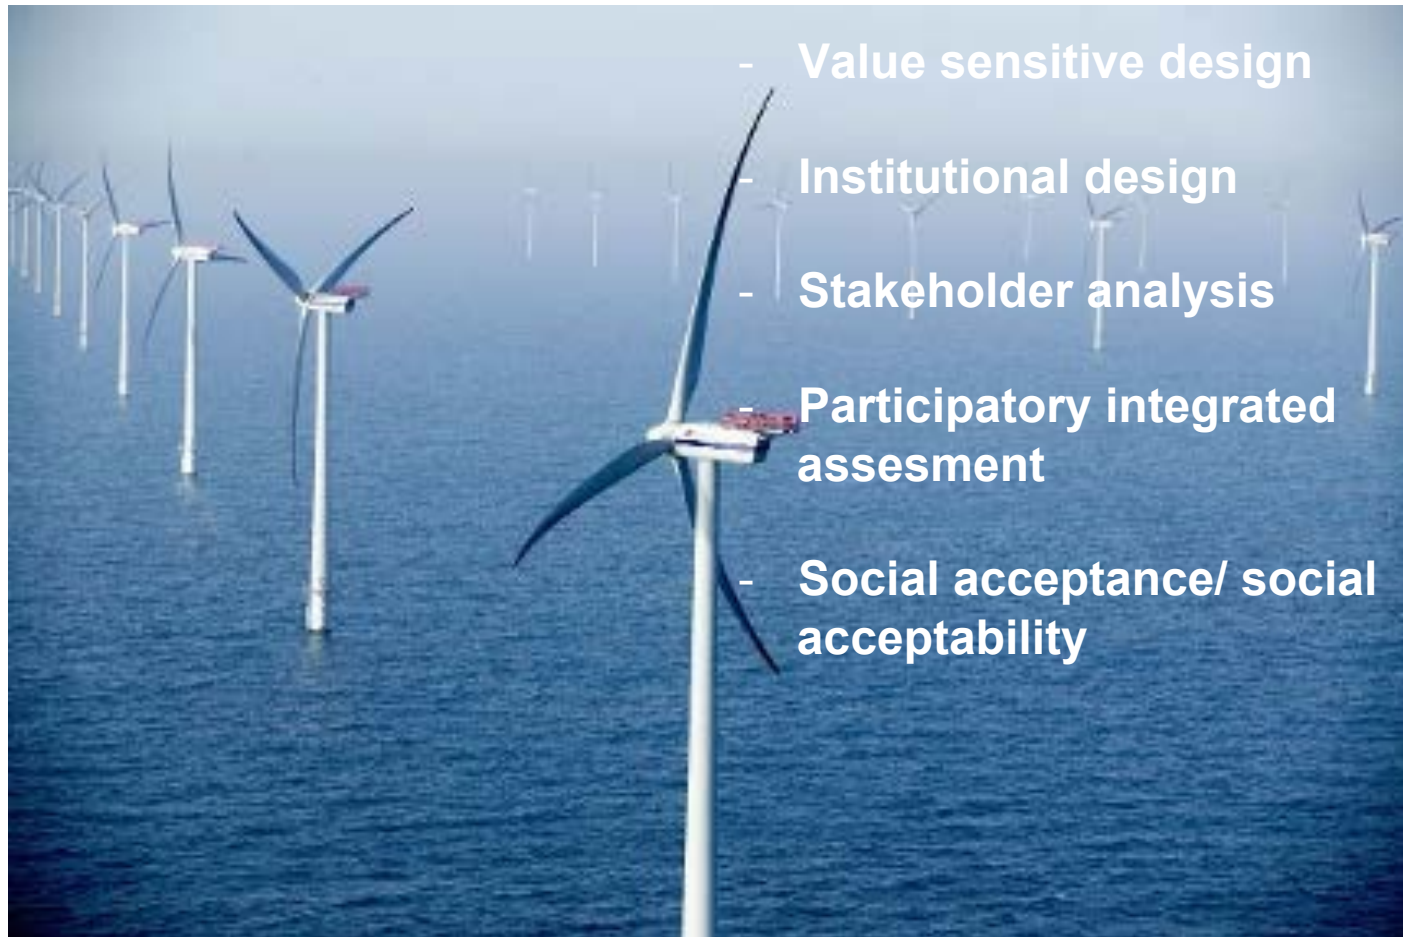 - Value sensitive design
- Institutional design
- Stakeholder analysis
- Participatory integrated
assesment
- Social acceptance/ social
acceptability